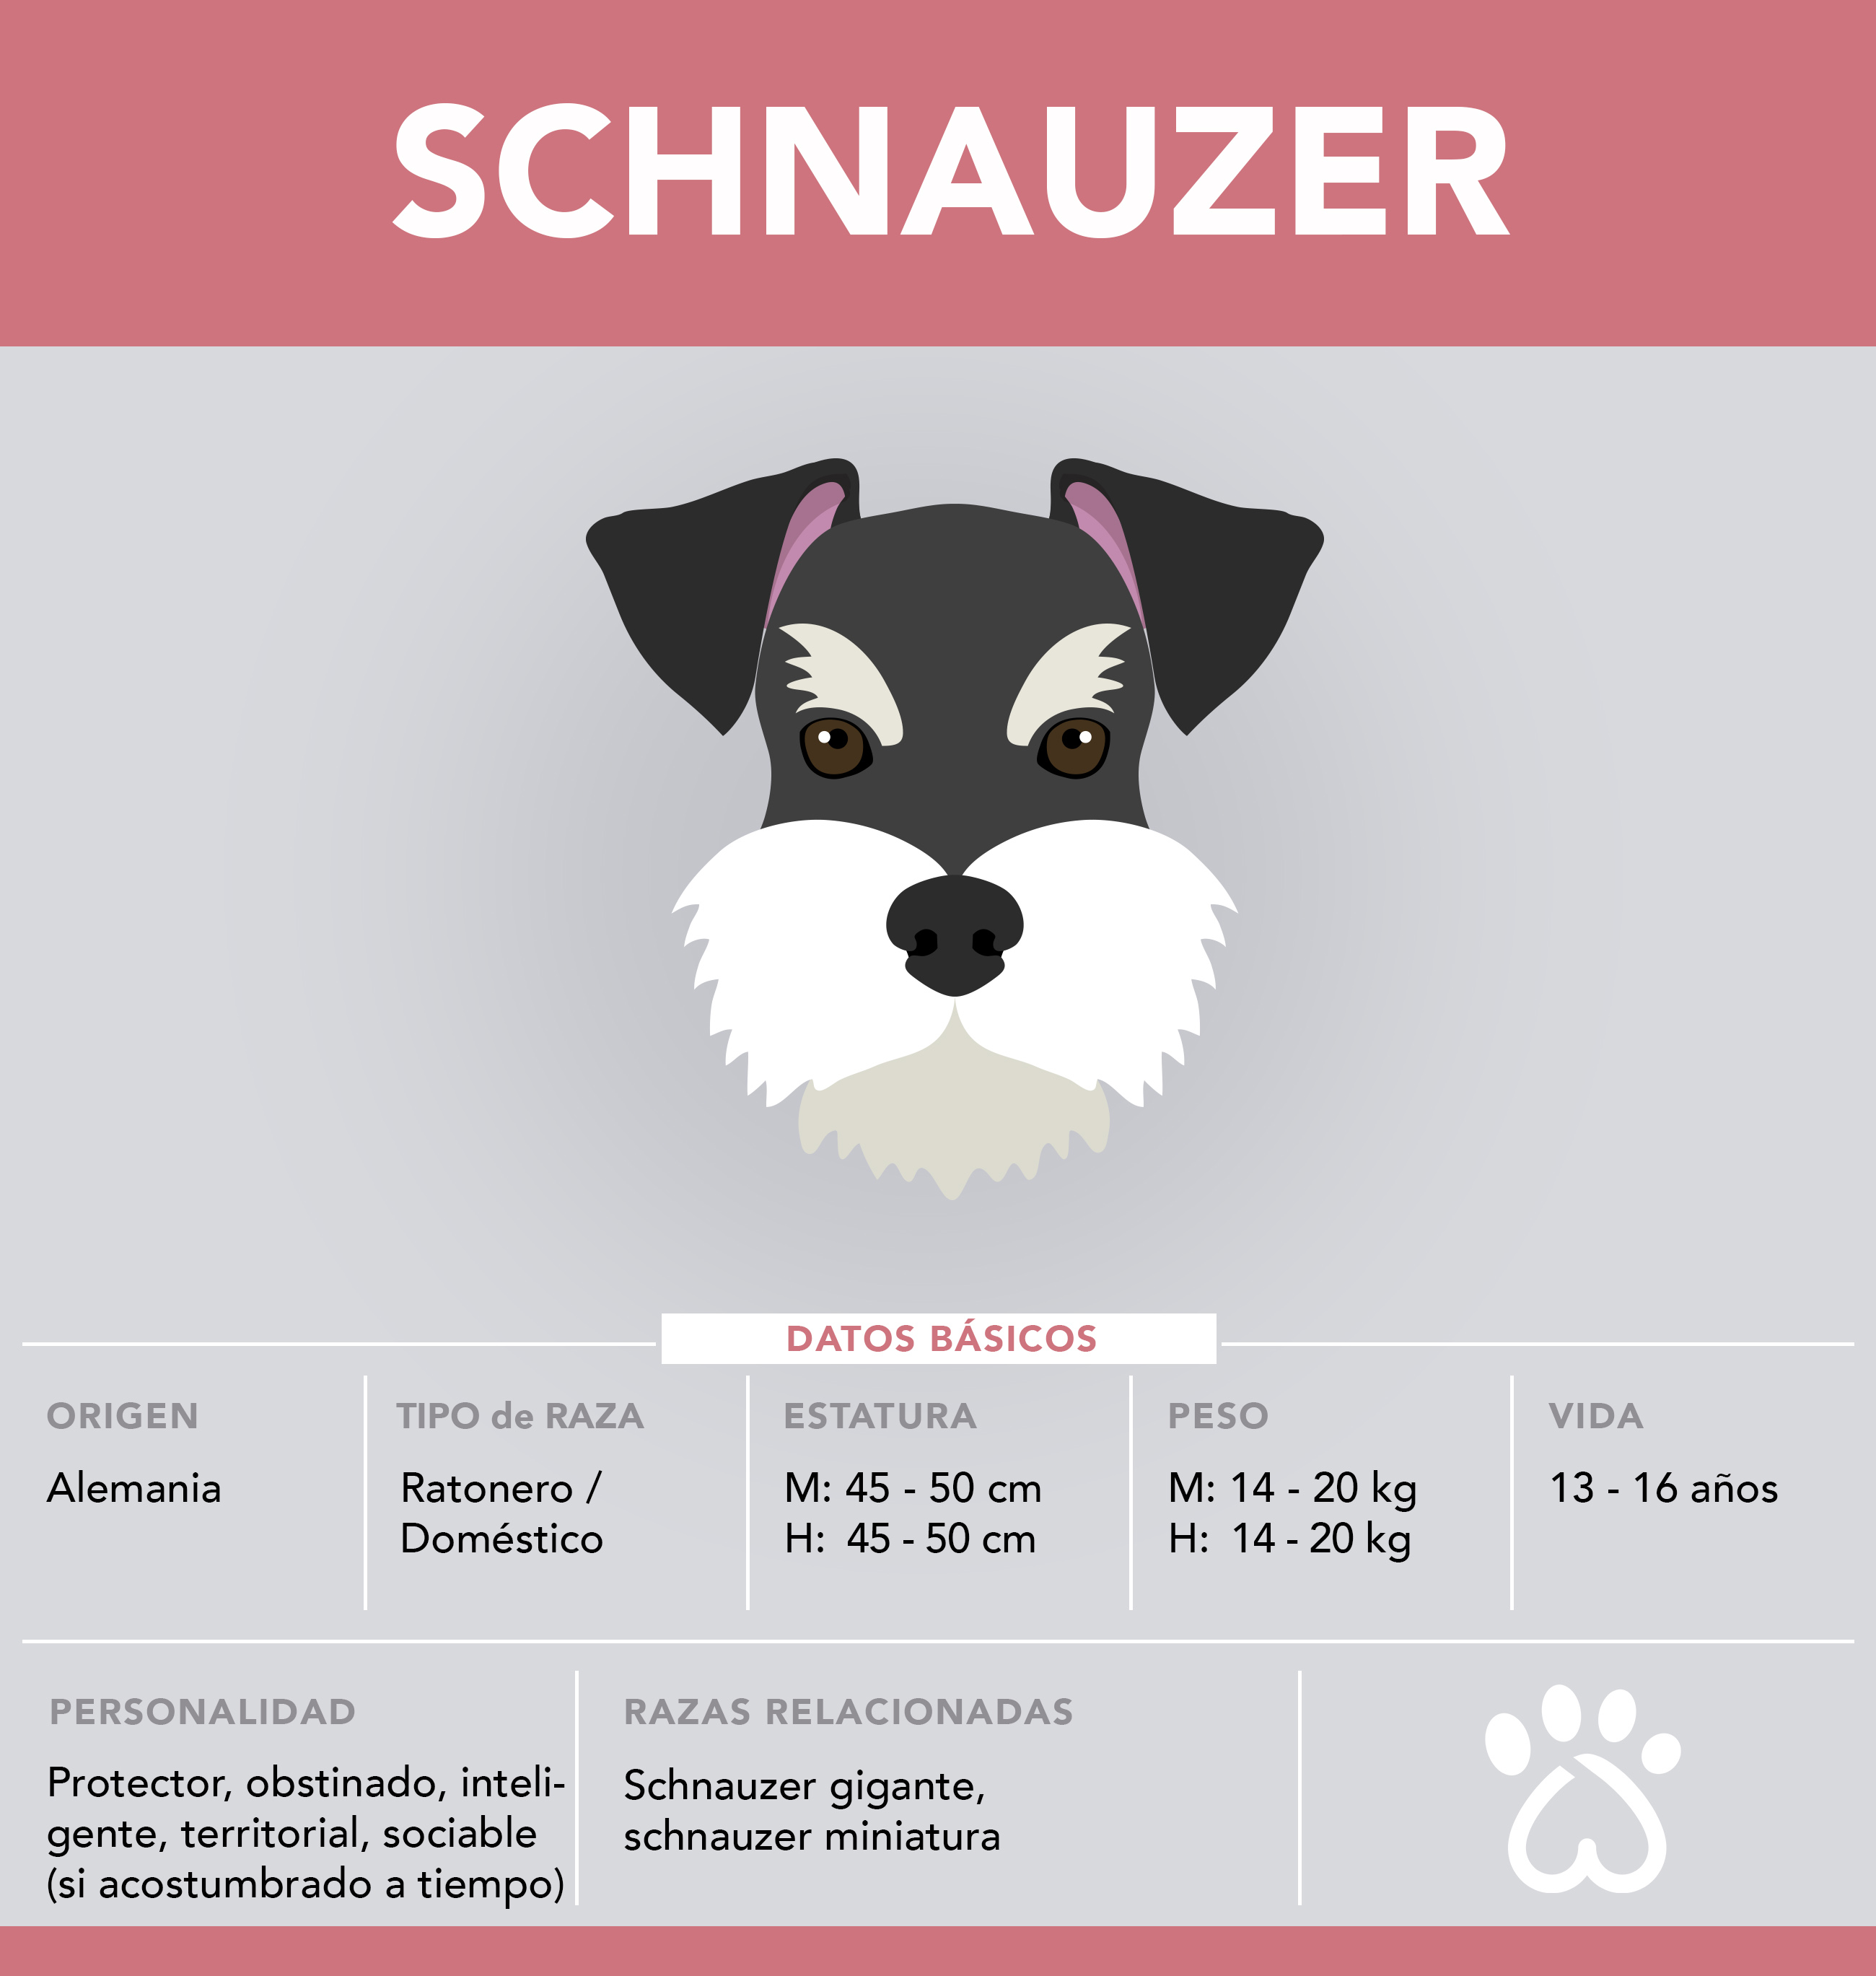 SCHNAUZER
DATOS BÁSICOS
ORIGEN
Alemania
TIPO de RAZA
Ratonero /
Doméstico
ESTATURA
M: 45 - 50 cm
H: 45 - 50 cm
PESO
M: 14 - 20 kg
H: 14 - 20 kg
VIDA
13 - 16 años
PERSONALIDAD
Protector, obstinado, inteli-
gente, territorial, sociable
(si acostumbrado a tiempo)
RAZAS RELACIONADAS
Schnauzer gigante,
schnauzer miniatura